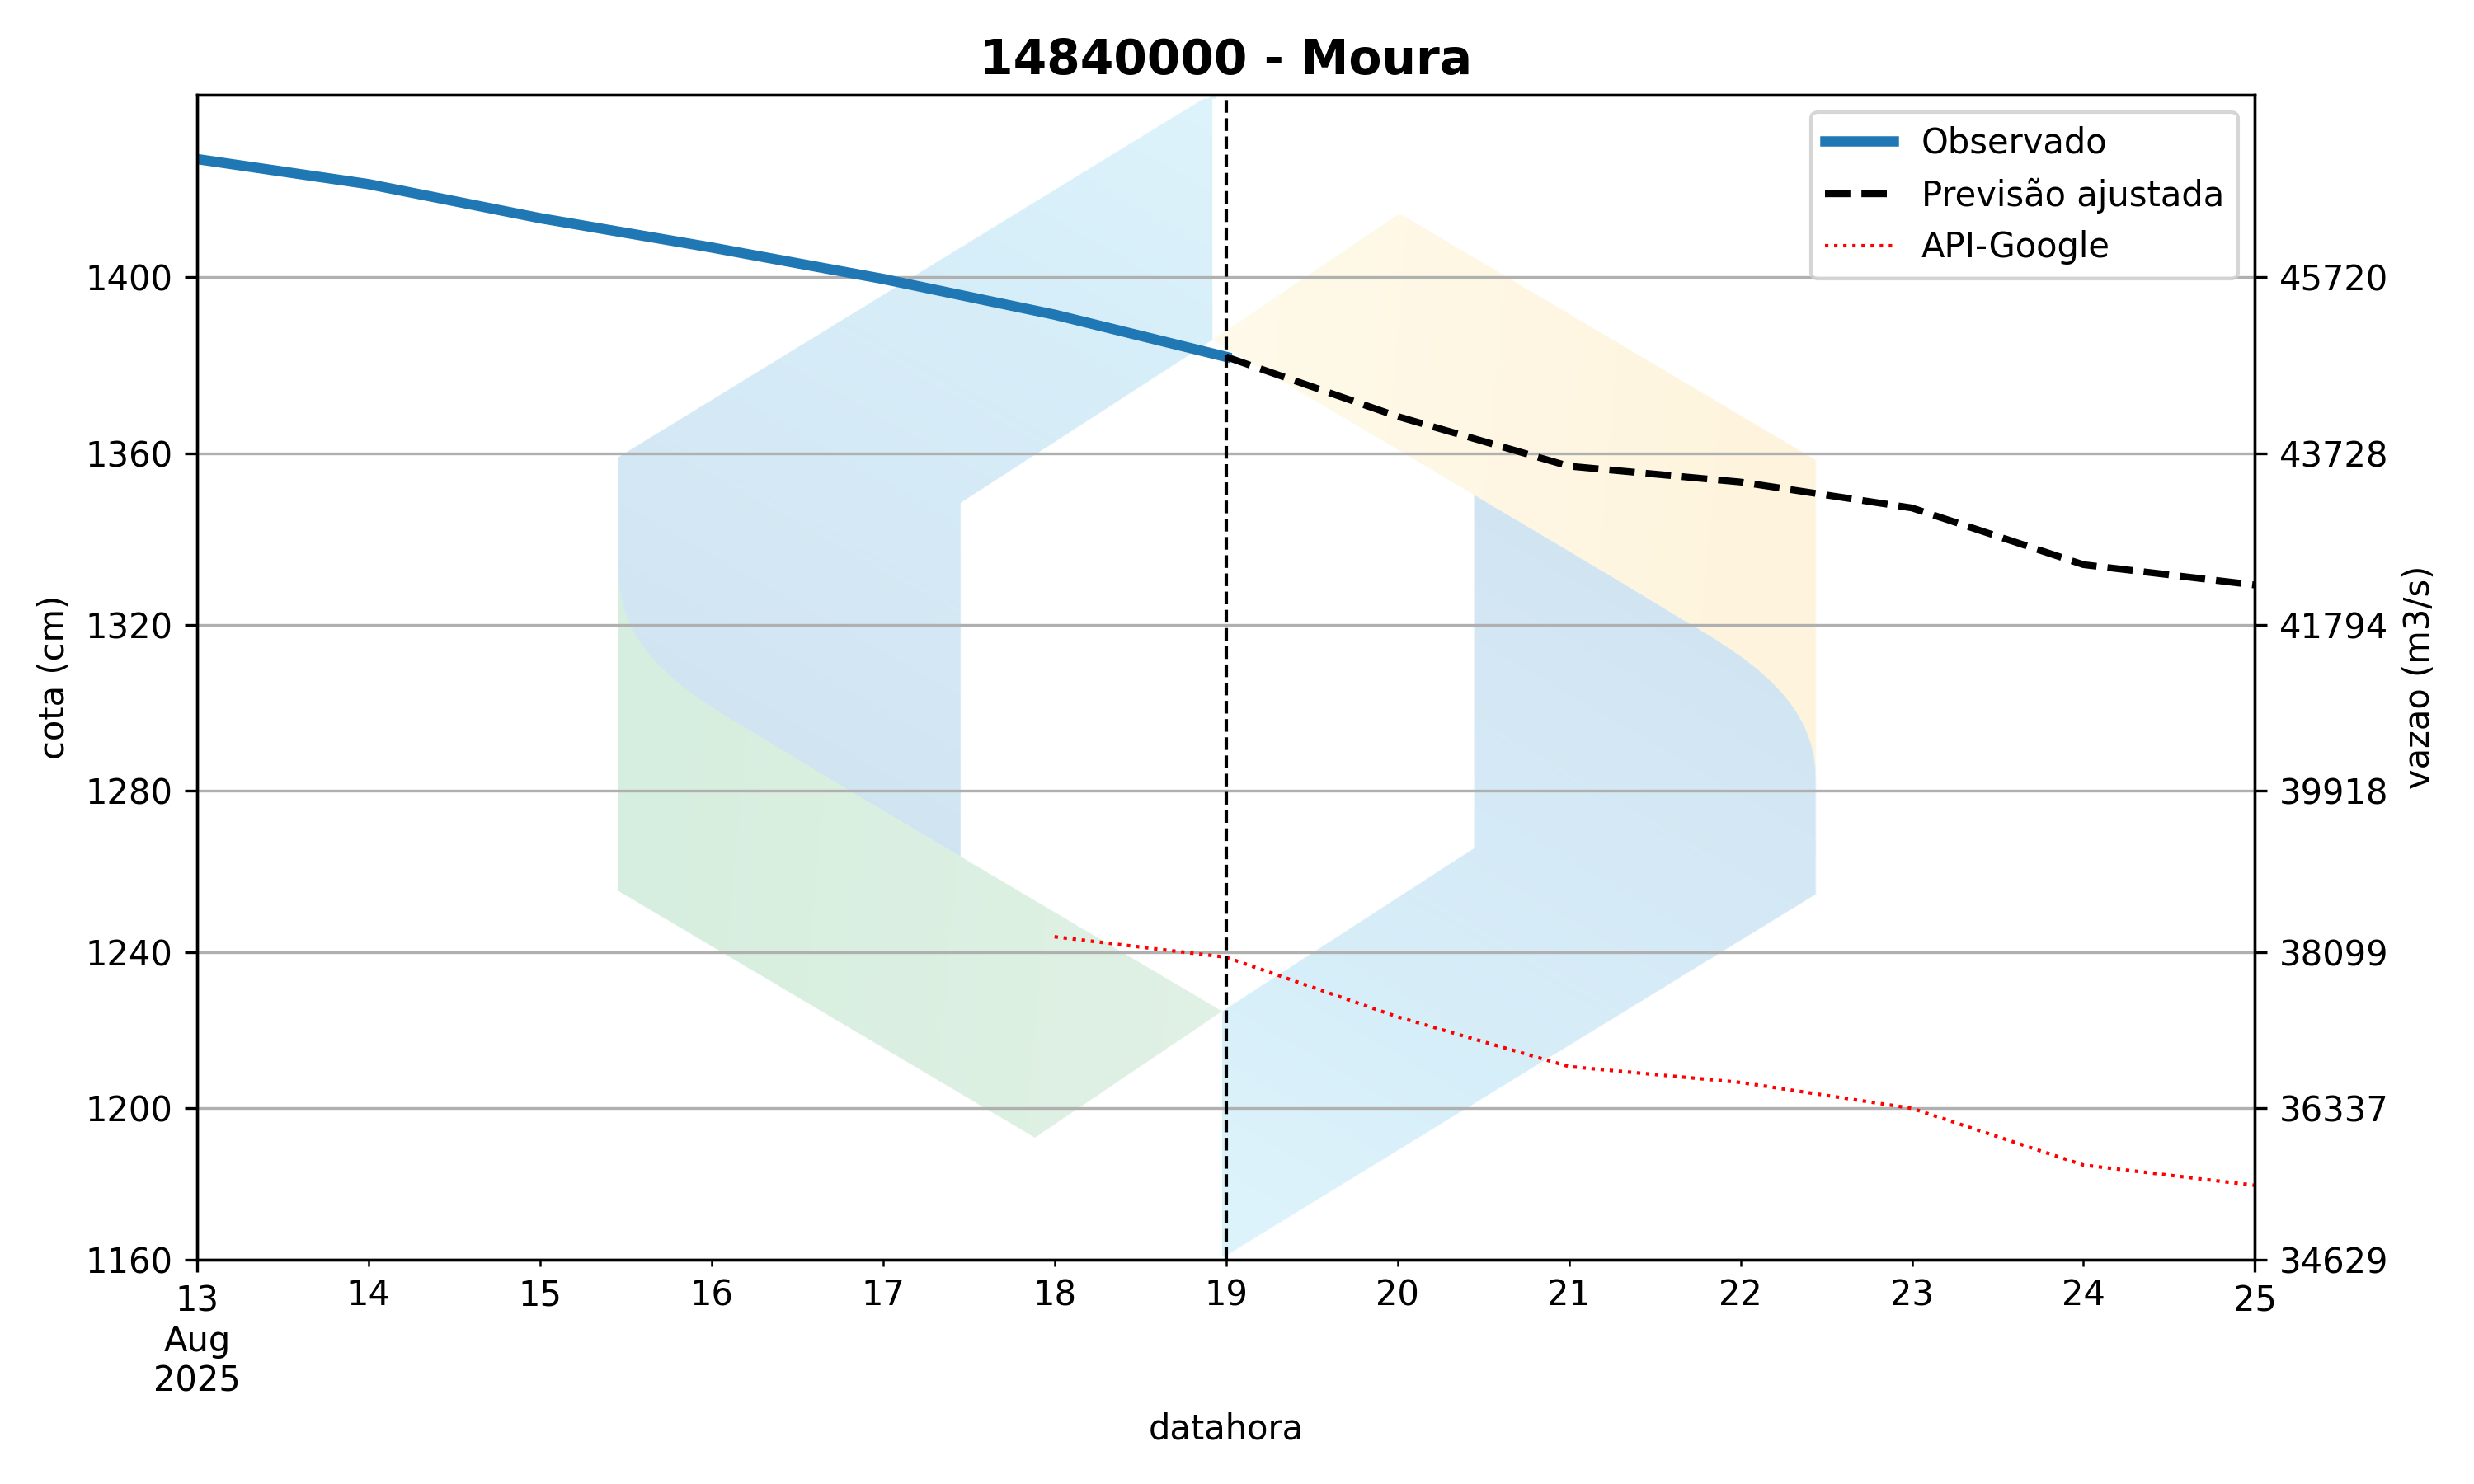 14840000 - Moura
Observado
Previsão ajustada
API-Google
1400
1360
1320
1280
1240
1200
1160
cota (cm)
45720
43728
41794
39918
38099
36337
34629
vazao (m3/s)
13 14 15 16 17 18 19 20 21 22 23 24 25
Aug
2025
datahora